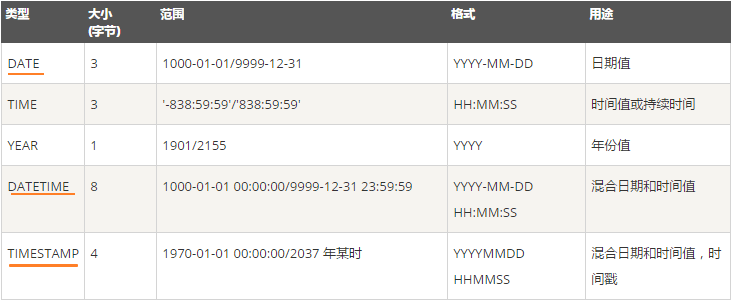 类型 大小 范围 格式 用途
(字节)
DATE 3 1000-01-01/9999-12-31 YYYY-MM-DD 日期值
TIME 3 '-838:59:59'/'838:59:59' HH:MM:SS 时间值或持续时间
YEAR 1 1901/2155 YYYY 年份值
DATETIME 8 1000-01-01 00:00:00/9999-12-31 23:59:59 YYYY-MM-DD 混合日期和时间值
HH:MM:SS
TIMESTAMP 4 1970-01-01 00:00:00/2037 年某时 YYYYMMDD 混合日期和时间值，时
HHMMSS 间戳